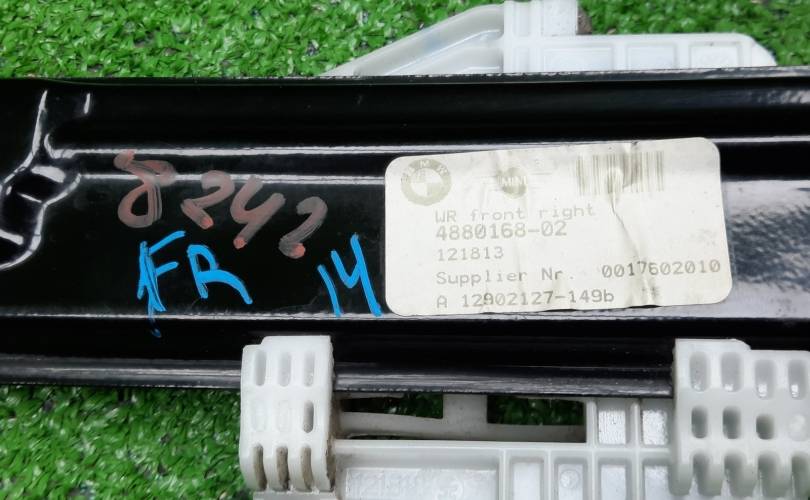 8242
FR 14
BMW MINI
WR front right
4880168-02
121813
Supplier Nr. 0017602010
A 12902127-149b